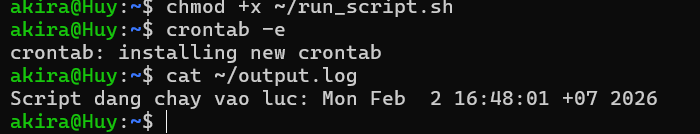 akira@Huy:~$ chmod +x ~/run_script.sh
akira@Huy:~$ crontab -e
crontab: installing new crontab
akira@Huy:~$ cat ~/output.log
Script dang chay vao luc: Mon Feb  2 16:48:01 +07 2026
akira@Huy:~$